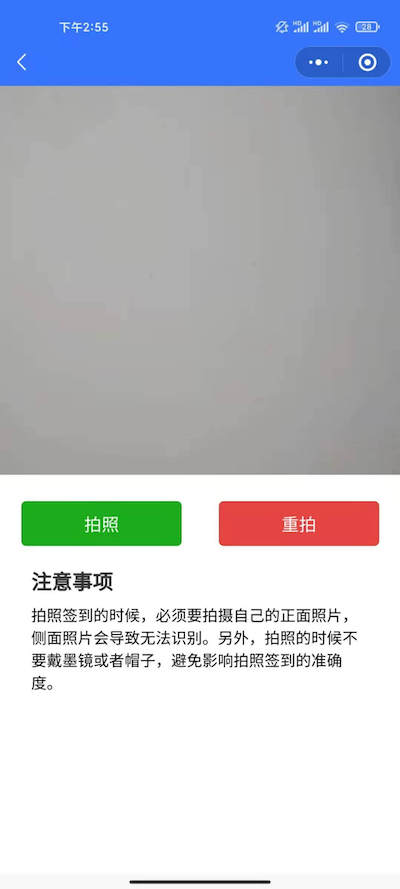 下午2:55
HD HD 28
拍照
重拍
注意事项
拍照签到的时候，必须要拍摄自己的正面照片，
侧面照片会导致无法识别。另外，拍照的时候不
要戴墨镜或者帽子，避免影响拍照签到的准确
度。